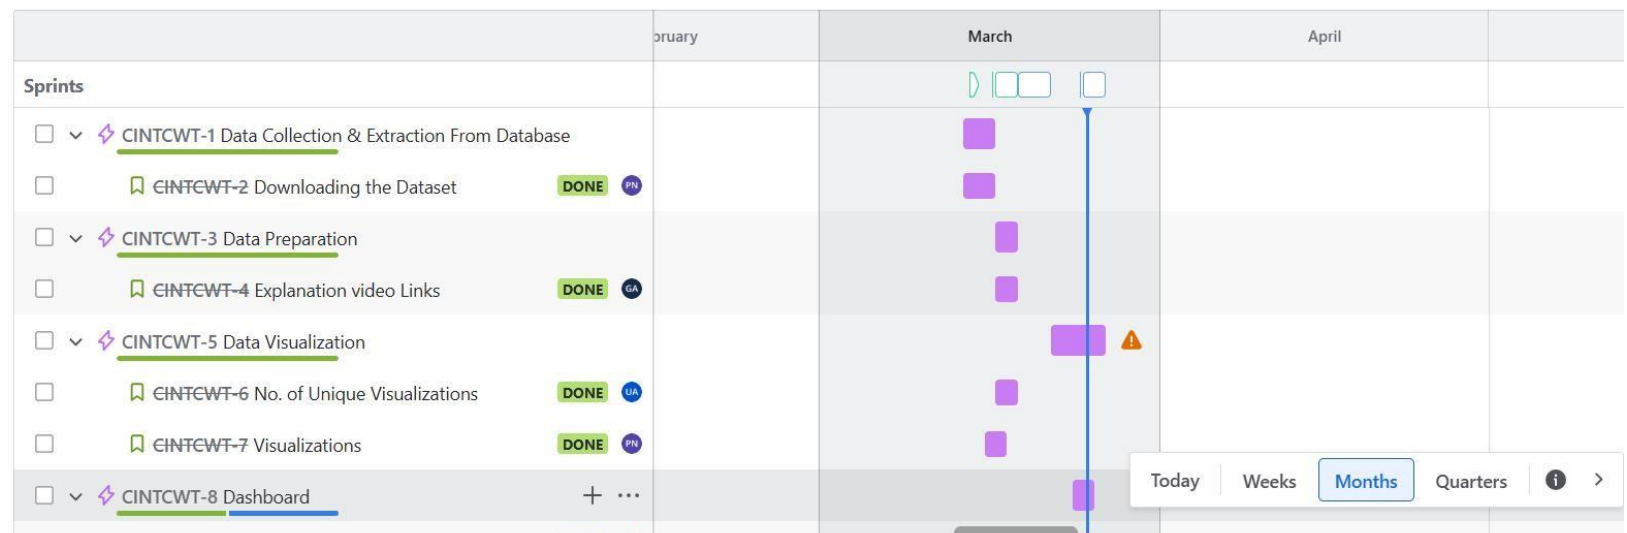 bruary March April
Sprints
CINTCWT-1 Data Collection & Extraction From Database
CINTCWT-2 Downloading the Dataset DONE PN
CINTCWT-3 Data Preparation
CINTCWT-4 Explanation video Links DONE GA
CINTCWT-5 Data Visualization
CINTCWT-6 No. of Unique Visualizations DONE UA
CINTCWT-7 Visualizations DONE PN
CINTCWT-8 Dashboard
Today Weeks Months Quarters